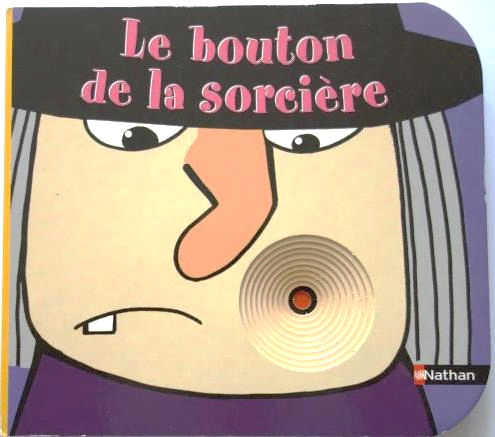 Le bouton
de la sorcière
Nathan